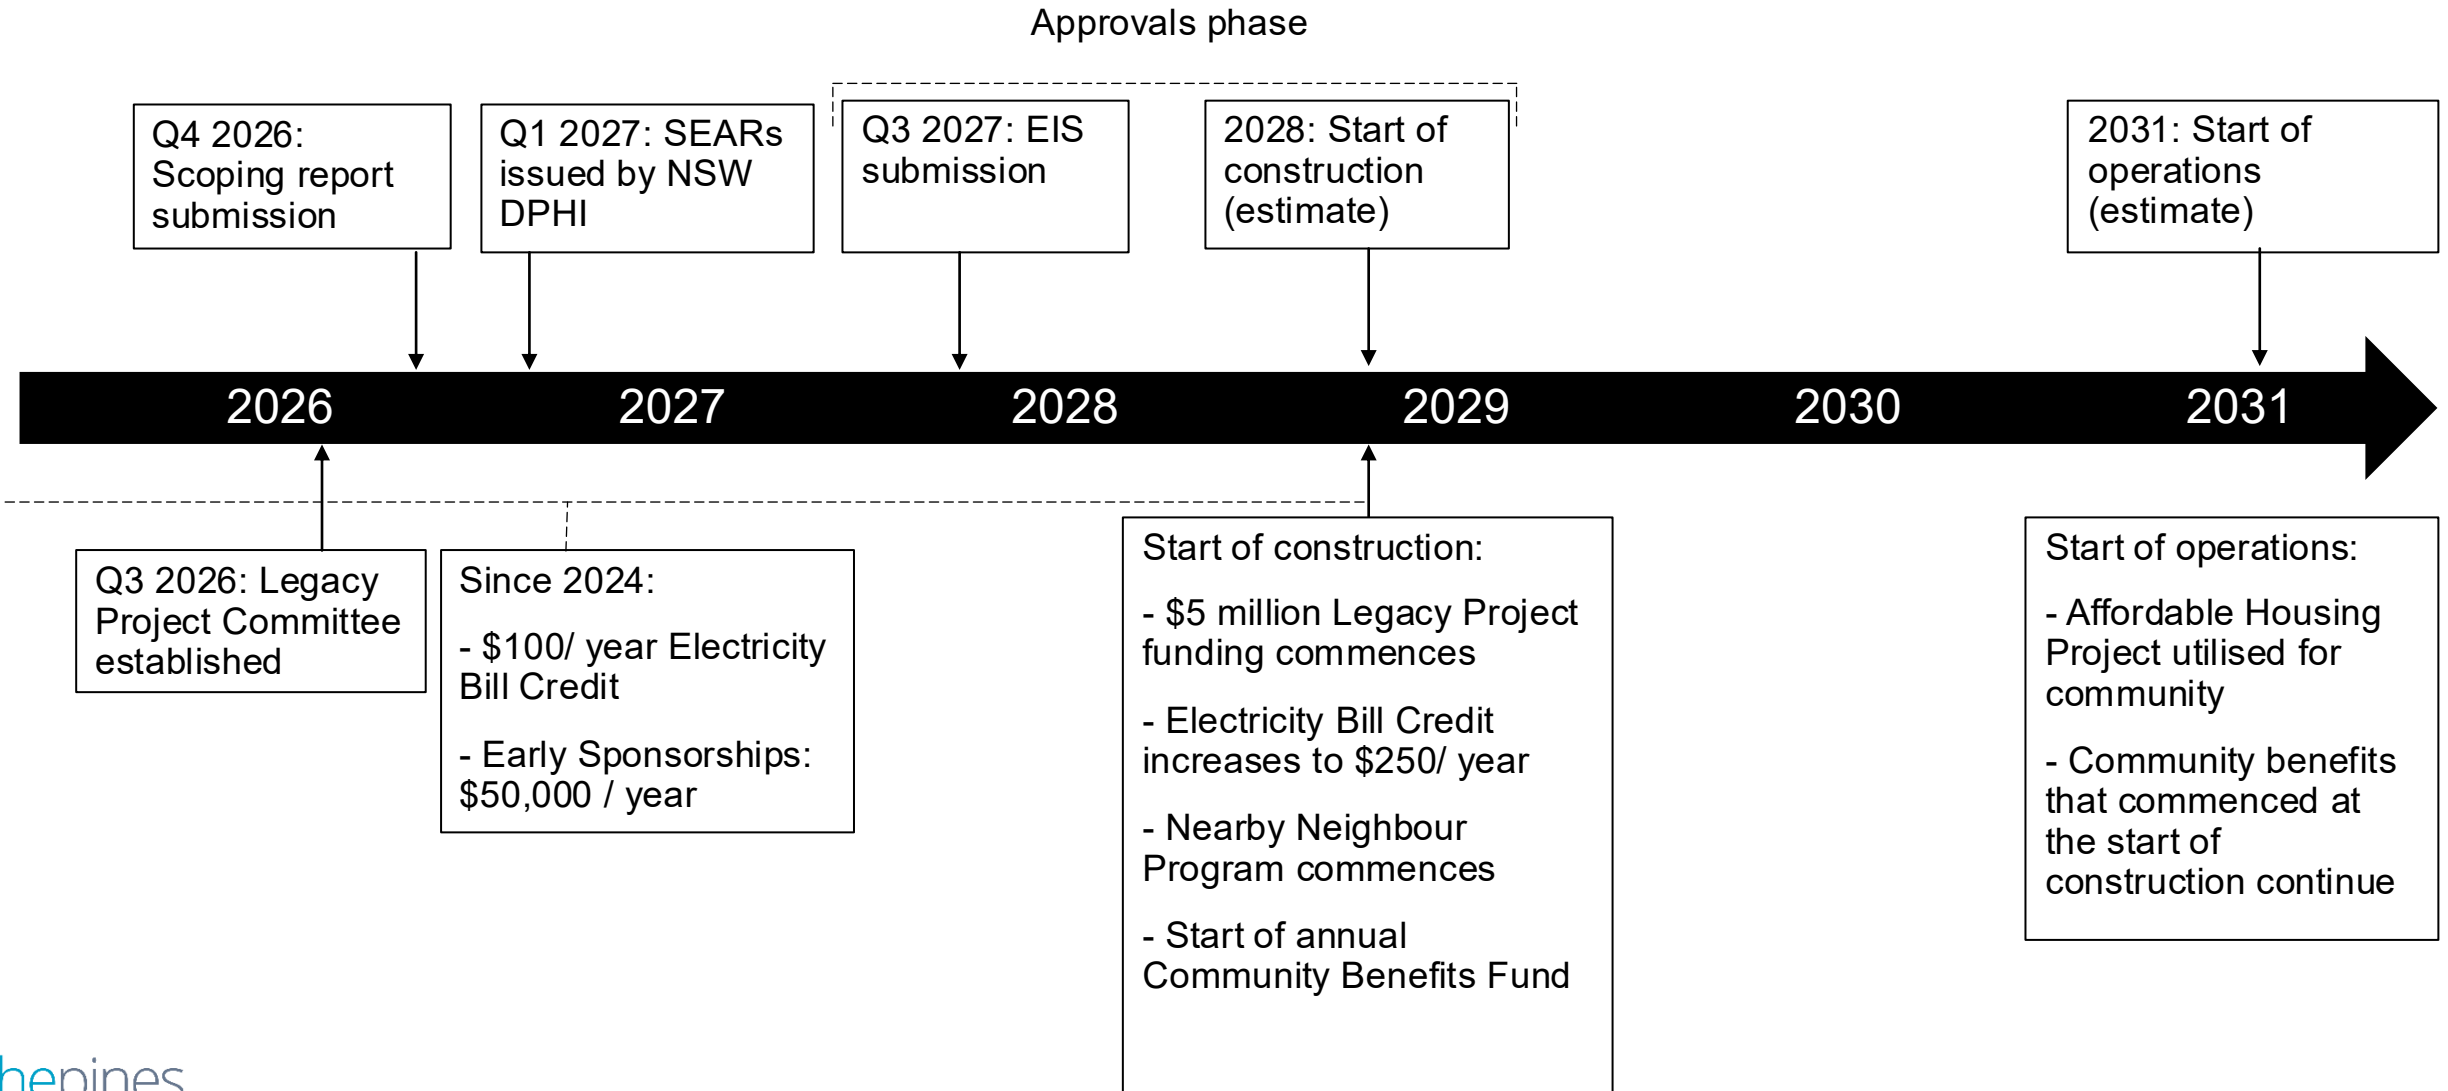 Approvals phase
Q4 2026:
Scoping report
submission
Q1 2027: SEARs
issued by NSW
DPHI
Q3 2027: EIS
submission
2028: Start of
construction
(estimate)
2031: Start of
operations
(estimate)
2026
2027
2028
2029
2030
2031
Q3 2026: Legacy
Project Committee
established
Since 2024:
- $100/ year Electricity
Bill Credit
- Early Sponsorships:
$50,000 / year
Start of construction:
- $5 million Legacy Project
funding commences
- Electricity Bill Credit
increases to $250/ year
- Nearby Neighbour
Program commences
- Start of annual
Community Benefits Fund
Start of operations:
- Affordable Housing
Project utilised for
community
- Community benefits
that commenced at
the start of
construction continue
hepines